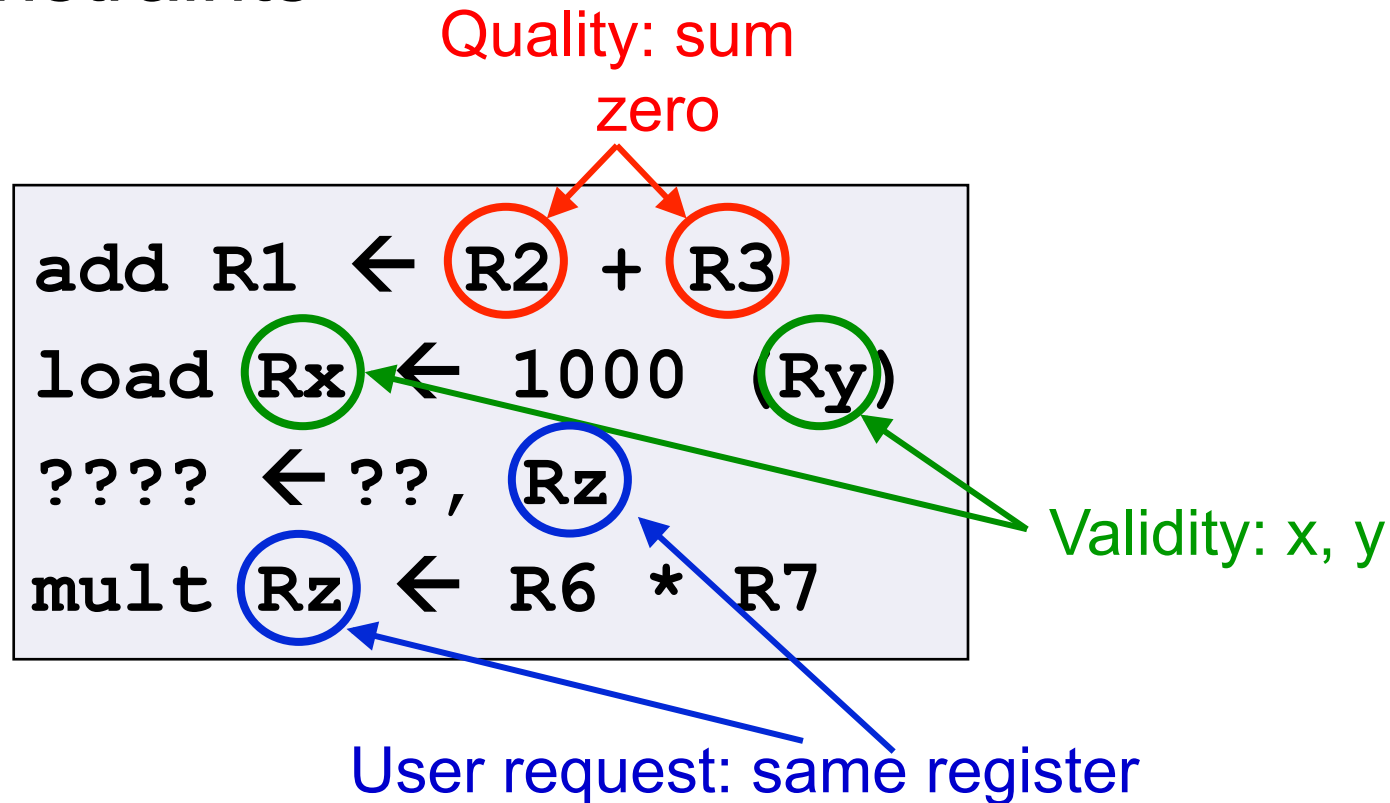 Quality: sum
zero
add R1 ← R2 + R3
load Rx ← 1000 (Ry)
???? ← ??, Rz
mult Rz ← R6 * R7
Validity: x, y
User request: same register